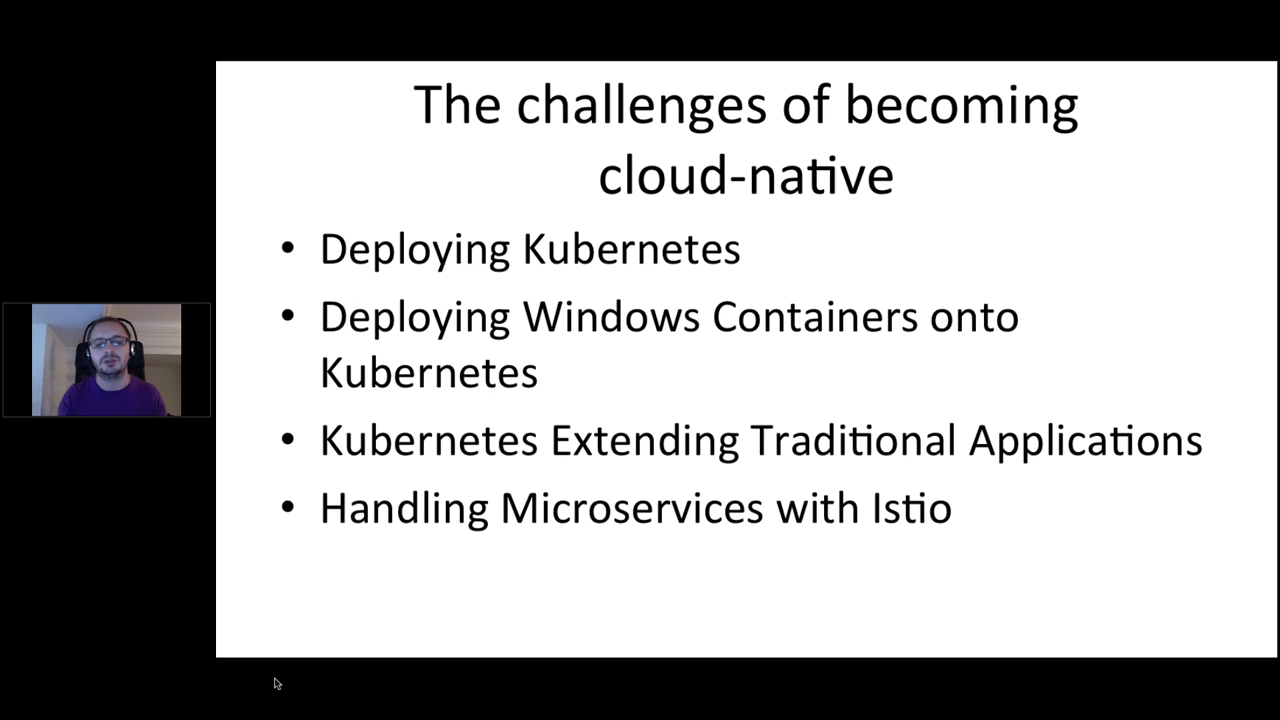 The challenges of becoming
cloud-native
• Deploying Kubernetes
• Deploying Windows Containers onto
Kubernetes
• Kubernetes Extending Traditional Applications
• Handling Microservices with Istio